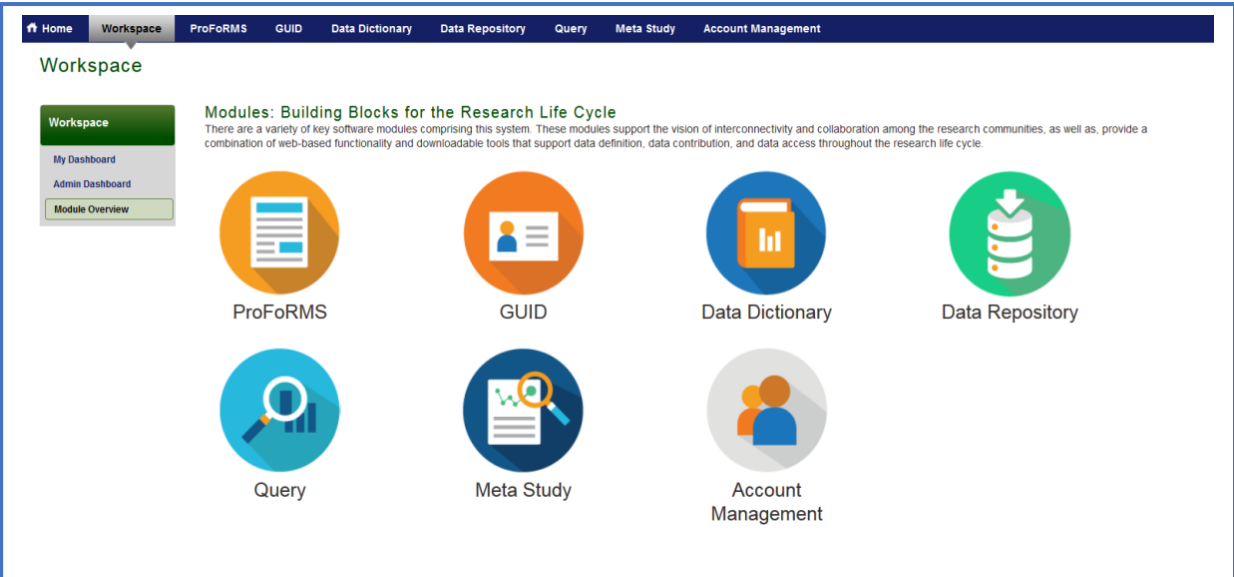 Home Workspace ProFoRMS GUID Data Dictionary Data Repository Query Meta Study Account Management
Workspace
Workspace
My Dashboard
Admin Dashboard
Module Overview
Modules: Building Blocks for the Research Life Cycle
There are a variety of key software modules comprising this system. These modules support the vision of interconnectivity and collaboration among the research communities, as well as, provide a
combination of web-based functionality and downloadable tools that support data definition, data contribution, and data access throughout the research life cycle.
ProFoRMS GUID Data Dictionary Data Repository
Query Meta Study Account
Management